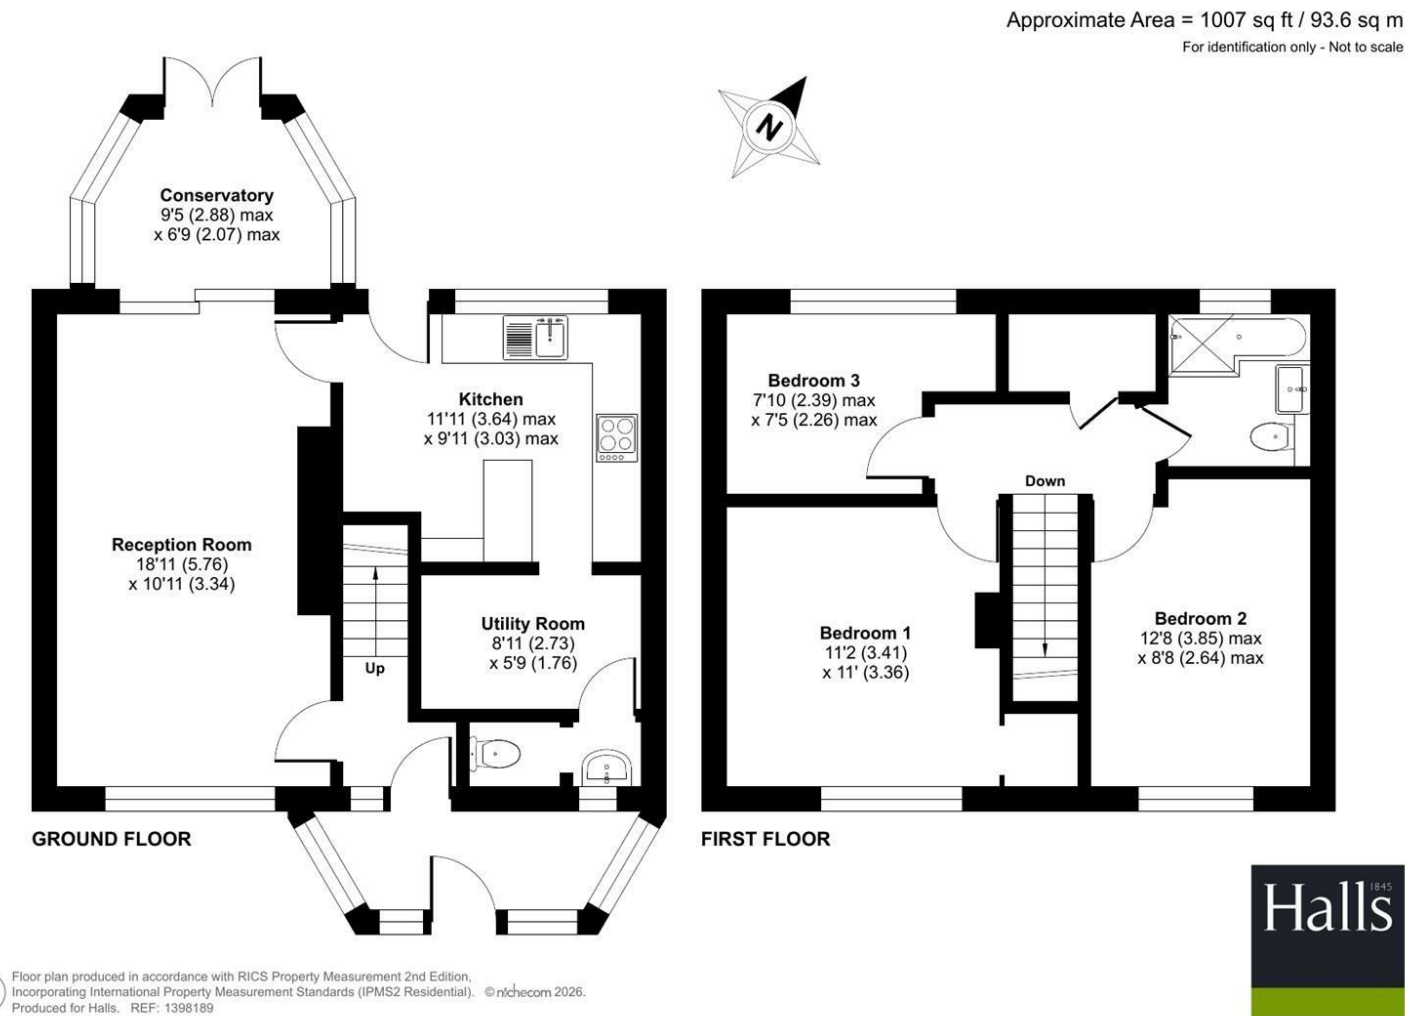 Approximate Area = 1007 sq ft / 93.6 sq m
For identification only - Not to scale
N
Conservatory
9'5 (2.88) max
x 6'9 (2.07) max
Kitchen
11'11 (3.64) max
x 9'11 (3.03) max
Reception Room
18'11 (5.76)
x 10'11 (3.34)
Utility Room
8'11 (2.73)
x 5'9 (1.76)
Up
GROUND FLOOR
Bedroom 3
7'10 (2.39) max
x 7'5 (2.26) max
Down
Bedroom 1
11'2 (3.41)
x 11' (3.36)
Bedroom 2
12'8 (3.85) max
x 8'8 (2.64) max
FIRST FLOOR
Halls
1845
Floor plan produced in accordance with RICS Property Measurement 2nd Edition,
Incorporating International Property Measurement Standards (IPMS2 Residential). © nichecom 2026.
Produced for Halls. REF: 1398189